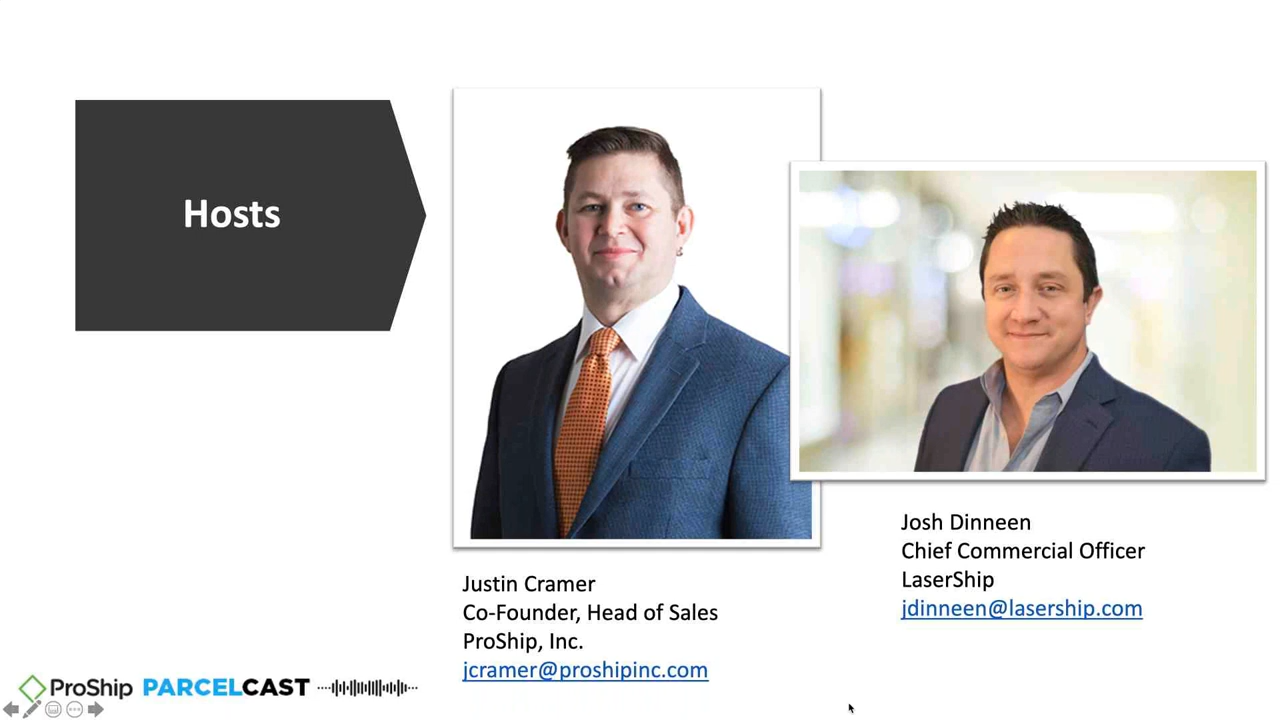 Hosts
Justin Cramer
Co-Founder, Head of Sales
ProShip, Inc.
jcramer@proshipinc.com
Josh Dinneen
Chief Commercial Officer
LaserShip
jdinneen@lasership.com
ProShip PARCELCAST